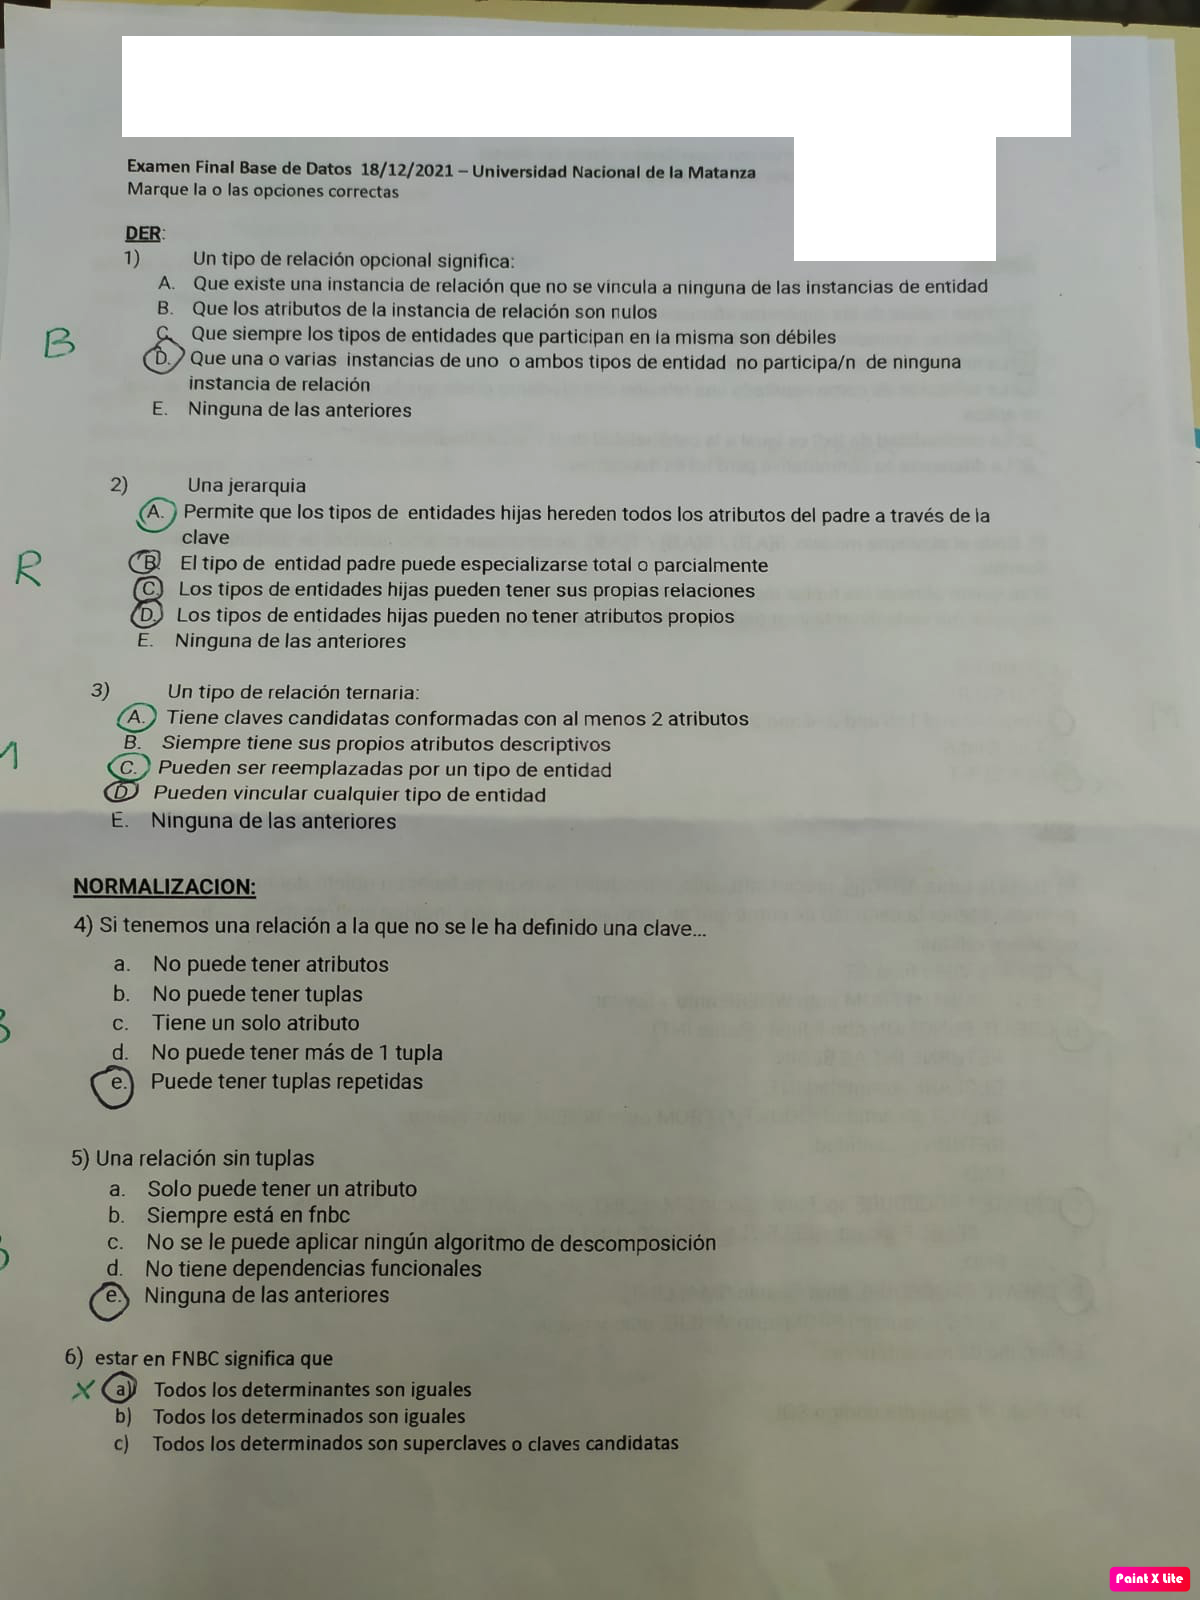 Examen Final Base de Datos 18/12/2021 – Universidad Nacional de la Matanza
Marque la o las opciones correctas
DER:
1) Un tipo de relación opcional significa:
A. Que existe una instancia de relación que no se vincula a ninguna de las instancias de entidad
B. Que los atributos de la instancia de relación son nulos
B
C. Que siempre los tipos de entidades que participan en la misma son débiles
D. Que una o varias instancias de uno o ambos tipos de entidad no participa/n de ninguna
instancia de relación
E. Ninguna de las anteriores
2) Una jerarquia
A. Permite que los tipos de entidades hijas hereden todos los atributos del padre a través de la
clave
R
B. El tipo de entidad padre puede especializarse total o parcialmente
C. Los tipos de entidades hijas pueden tener sus propias relaciones
D. Los tipos de entidades hijas pueden no tener atributos propios
E. Ninguna de las anteriores
3) Un tipo de relación ternaria:
A. Tiene claves candidatas conformadas con al menos 2 atributos
B. Siempre tiene sus propios atributos descriptivos
C. Pueden ser reemplazadas por un tipo de entidad
D. Pueden vincular cualquier tipo de entidad
E. Ninguna de las anteriores
NORMALIZACION:
4) Si tenemos una relación a la que no se le ha definido una clave...
a. No puede tener atributos
b. No puede tener tuplas
c. Tiene un solo atributo
d. No puede tener más de 1 tupla
e. Puede tener tuplas repetidas
5) Una relación sin tuplas
a. Solo puede tener un atributo
b. Siempre está en fnbc
c. No se le puede aplicar ningún algoritmo de descomposición
d. No tiene dependencias funcionales
e. Ninguna de las anteriores
6) estar en FNBC significa que
X a) Todos los determinantes son iguales
b) Todos los determinados son iguales
c) Todos los determinados son superclaves o claves candidatas
Paint X Lite